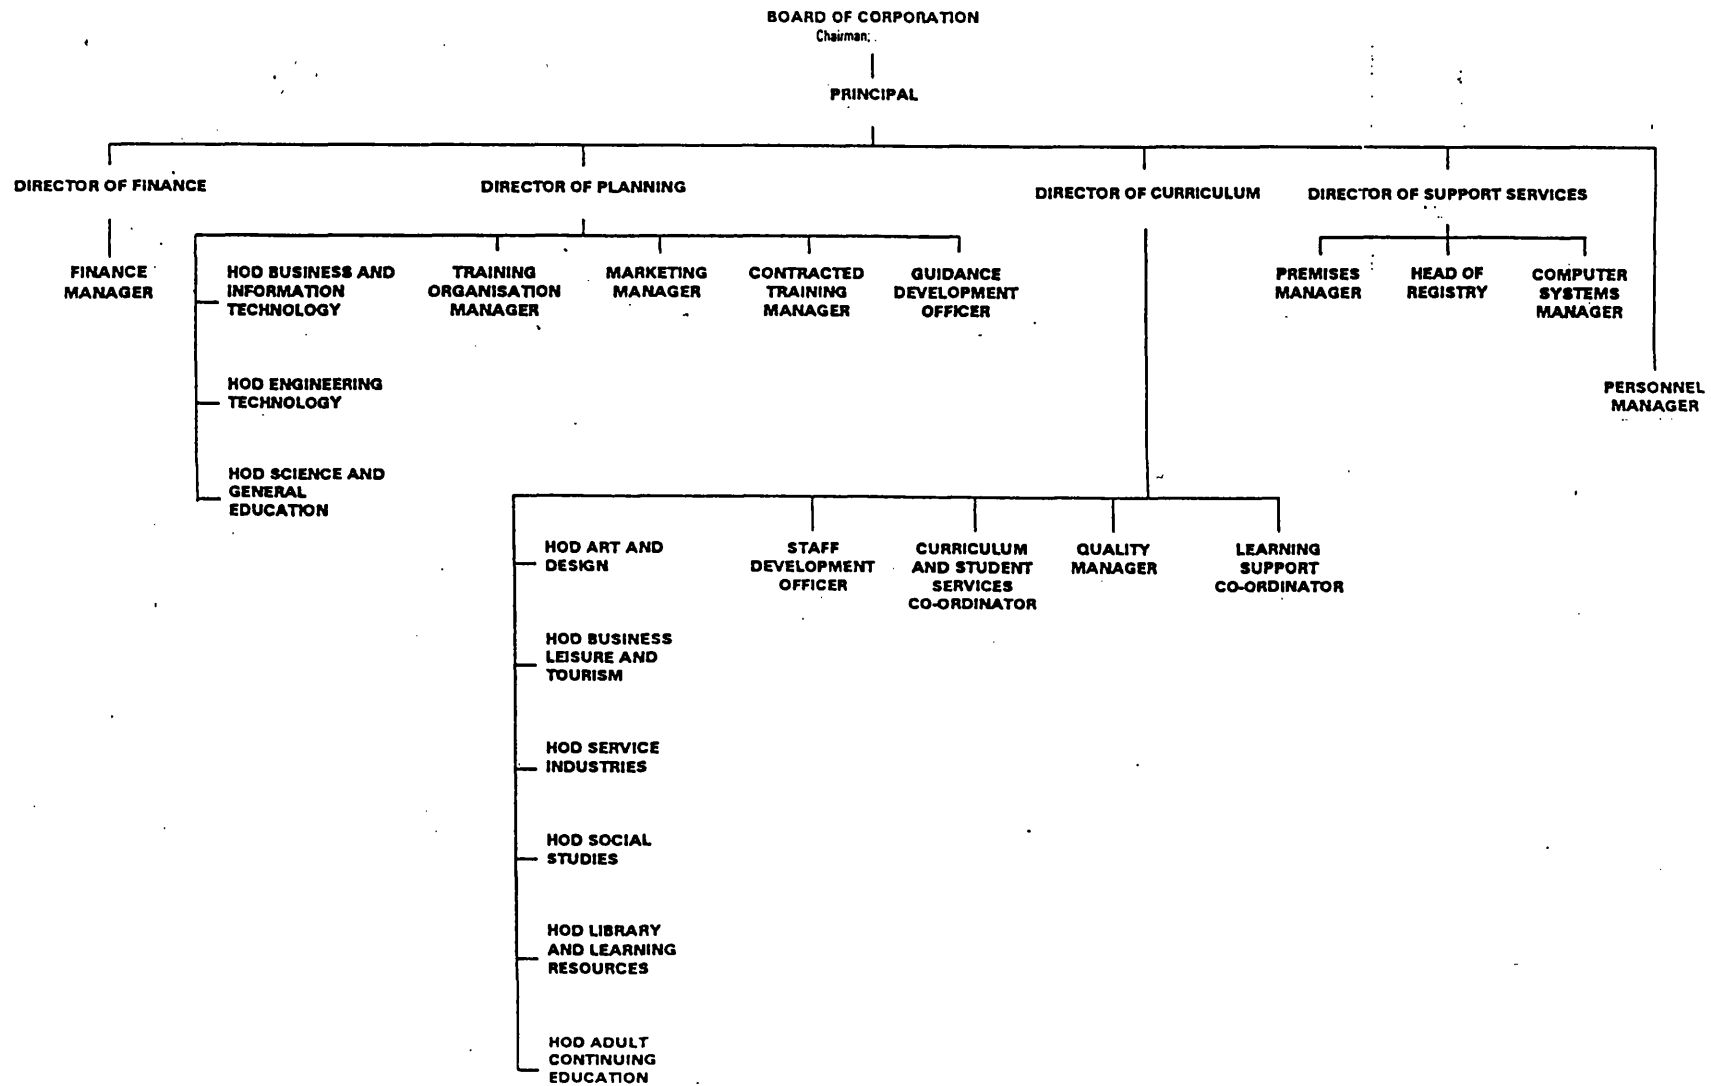 BOARD OF CORPORATION
Chairman;
PRINCIPAL
DIRECTOR OF FINANCE
DIRECTOR OF PLANNING
DIRECTOR OF CURRICULUM
DIRECTOR OF SUPPORT SERVICES
FINANCE
MANAGER
HOD BUSINESS AND
INFORMATION
TECHNOLOGY
TRAINING
ORGANISATION
MANAGER
MARKETING
MANAGER
CONTRACTED
TRAINING
MANAGER
GUIDANCE
DEVELOPMENT
OFFICER
PREMISES
MANAGER
HEAD OF
REGISTRY
COMPUTER
SYSTEMS
MANAGER
HOD ENGINEERING
TECHNOLOGY
PERSONNEL
MANAGER
HOD SCIENCE AND
GENERAL
EDUCATION
HOD ART AND
DESIGN
STAFF
DEVELOPMENT
OFFICER
CURRICULUM
AND STUDENT
SERVICES
CO-ORDINATOR
QUALITY
MANAGER
LEARNING
SUPPORT
CO-ORDINATOR
HOD BUSINESS
LEISURE AND
TOURISM
HOD SERVICE
INDUSTRIES
HOD SOCIAL
STUDIES
HOD LIBRARY
AND LEARNING
RESOURCES
HOD ADULT
CONTINUING
EDUCATION